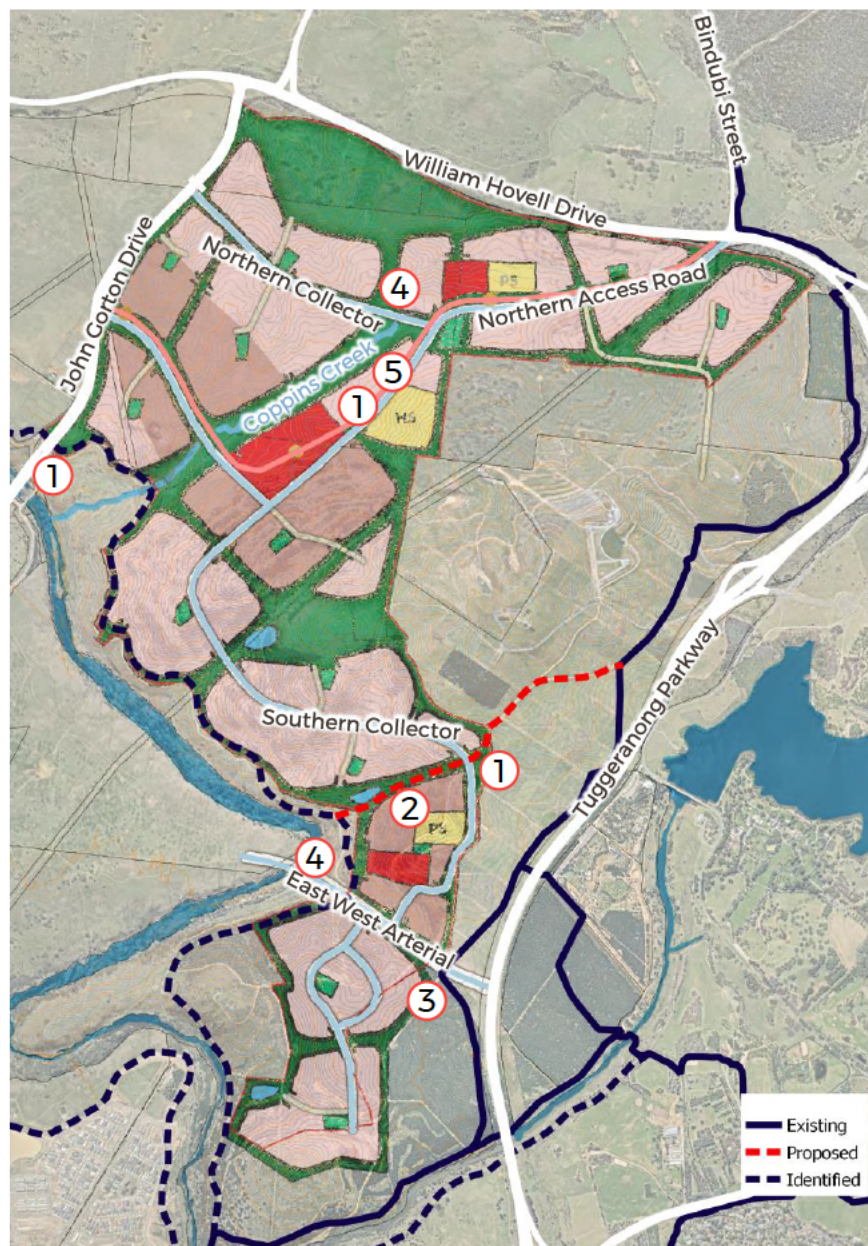 Bindubi Street
William Hovell Drive
John Gorton Drive
Northern Collector
4
PS
Northern Access Road
Coppins Creek
5
1
HS
1
Southern Collector
1
Tuggeranong Parkway
2
PS
4
East West Arterial
3
Existing
Proposed
Identified